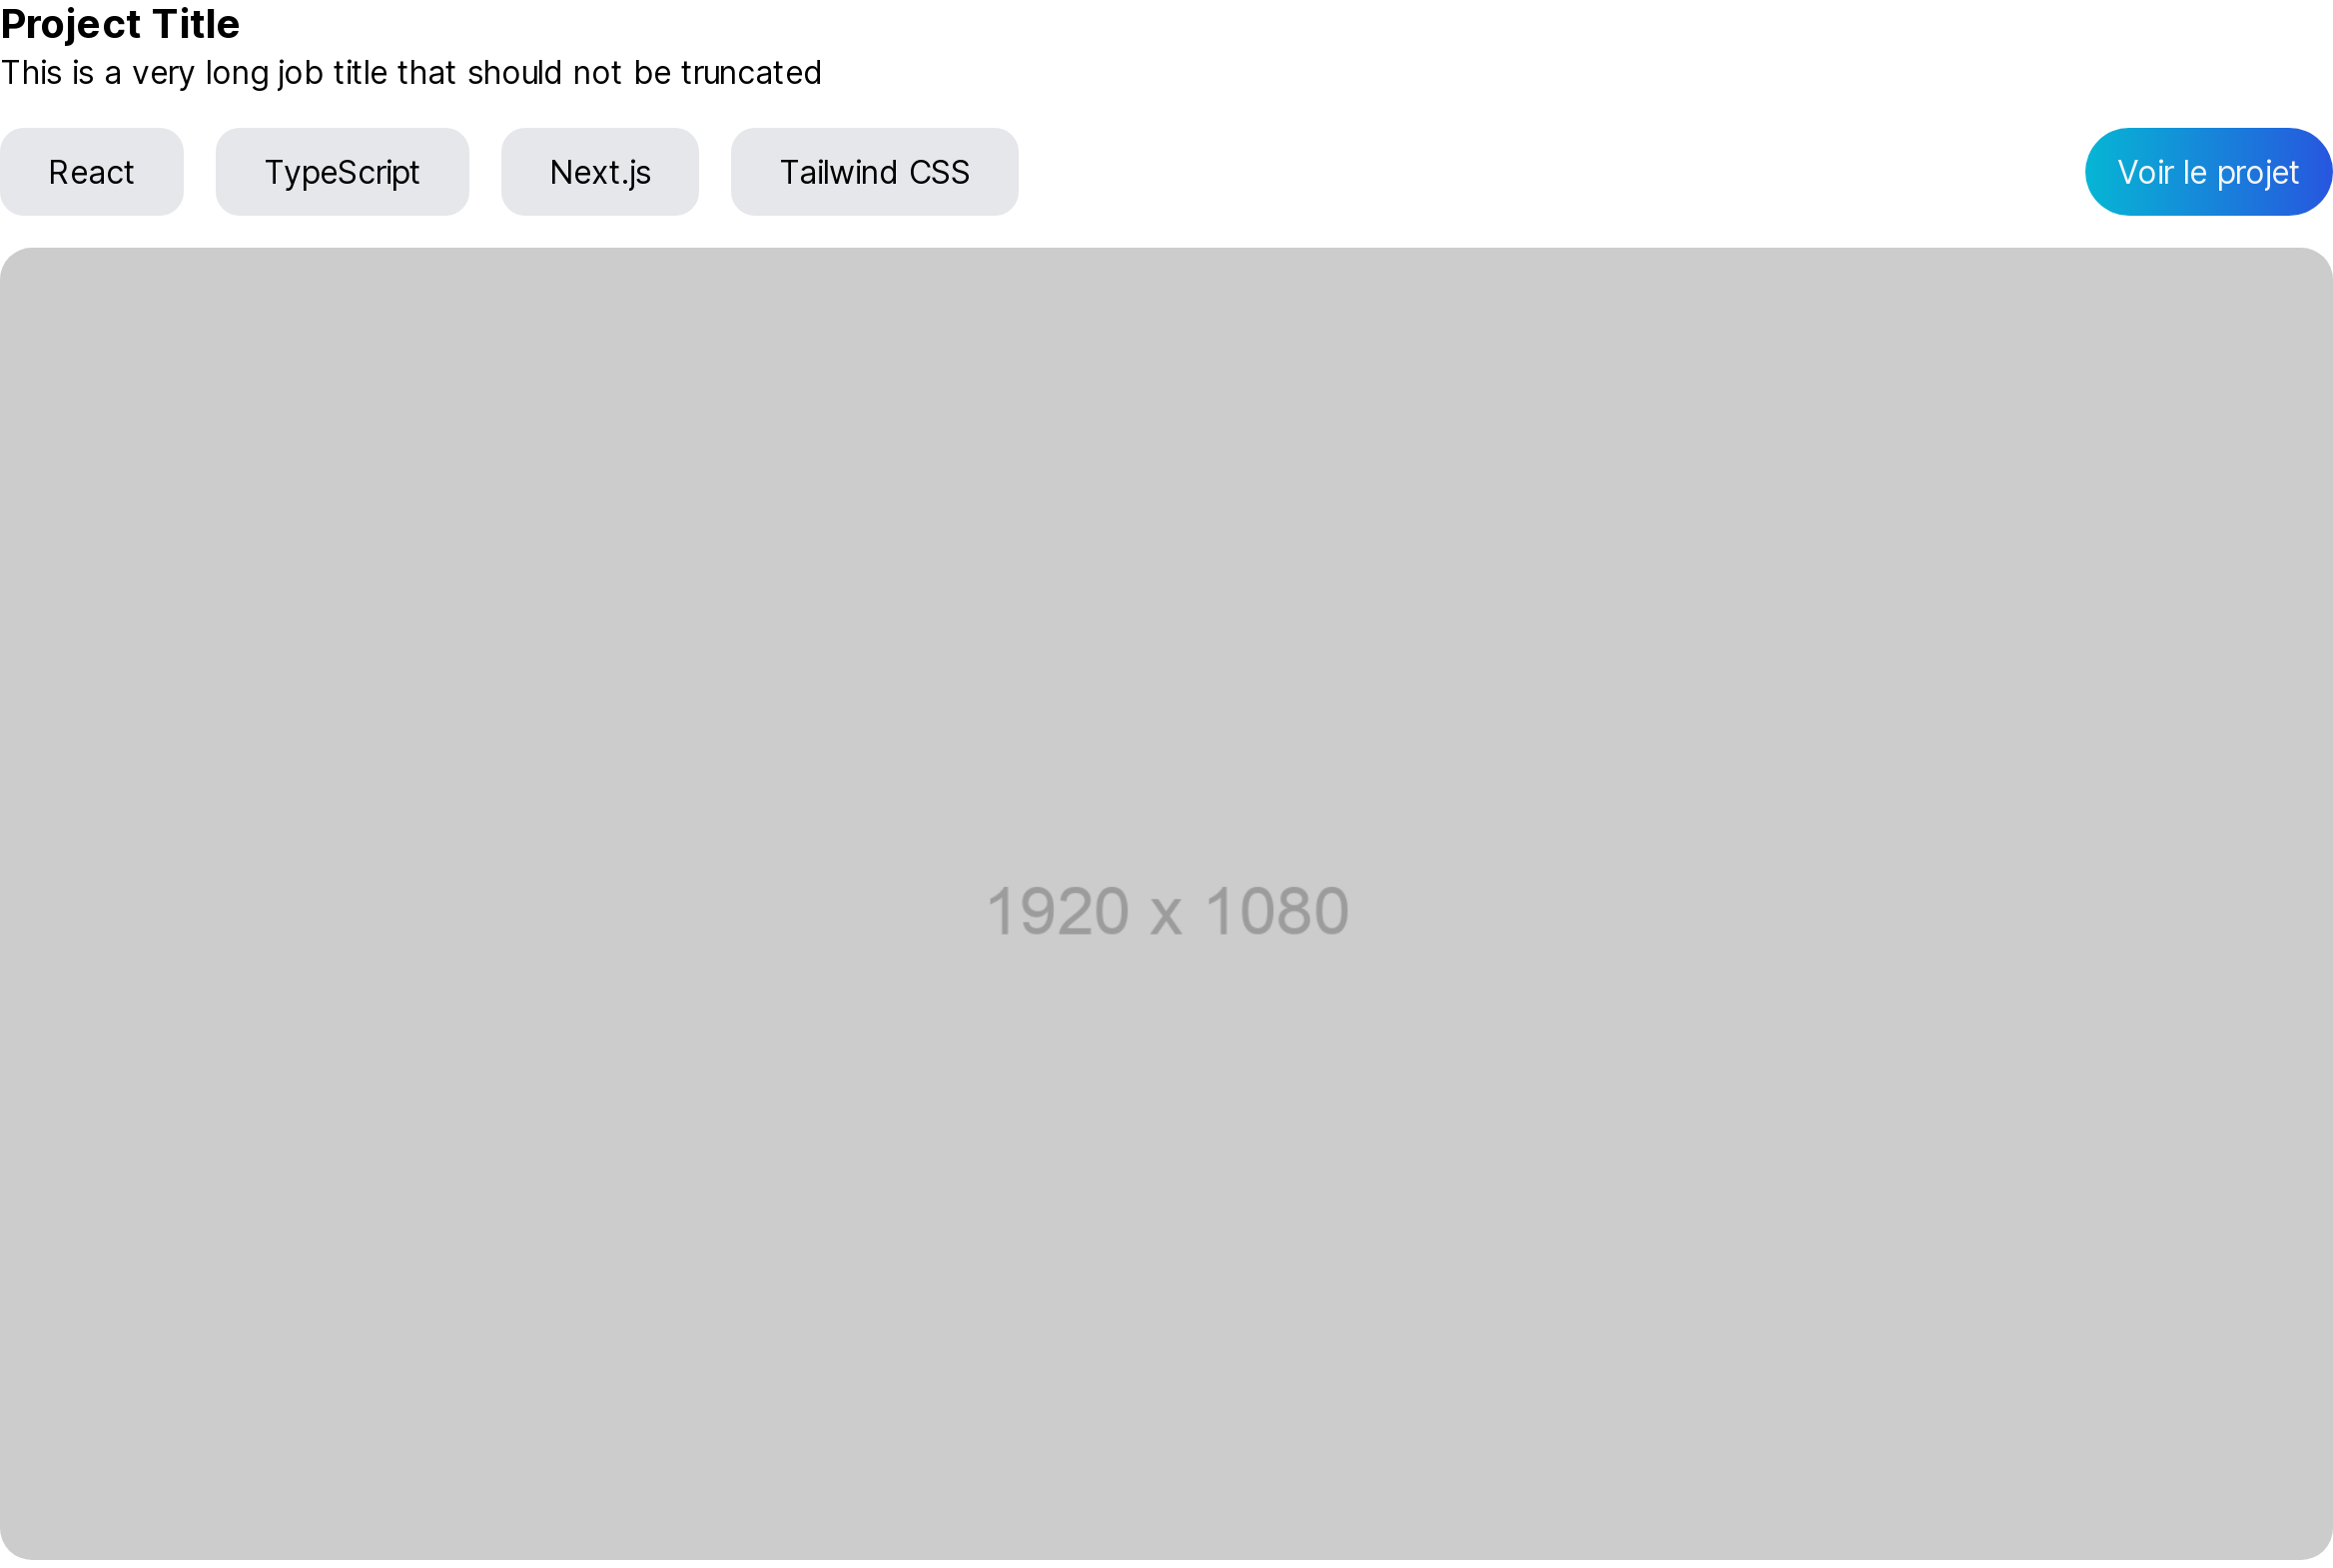 Project Title
This is a very long job title that should not be truncated
React TypeScript Next.js Tailwind CSS Voir le projet
1920 x 1080